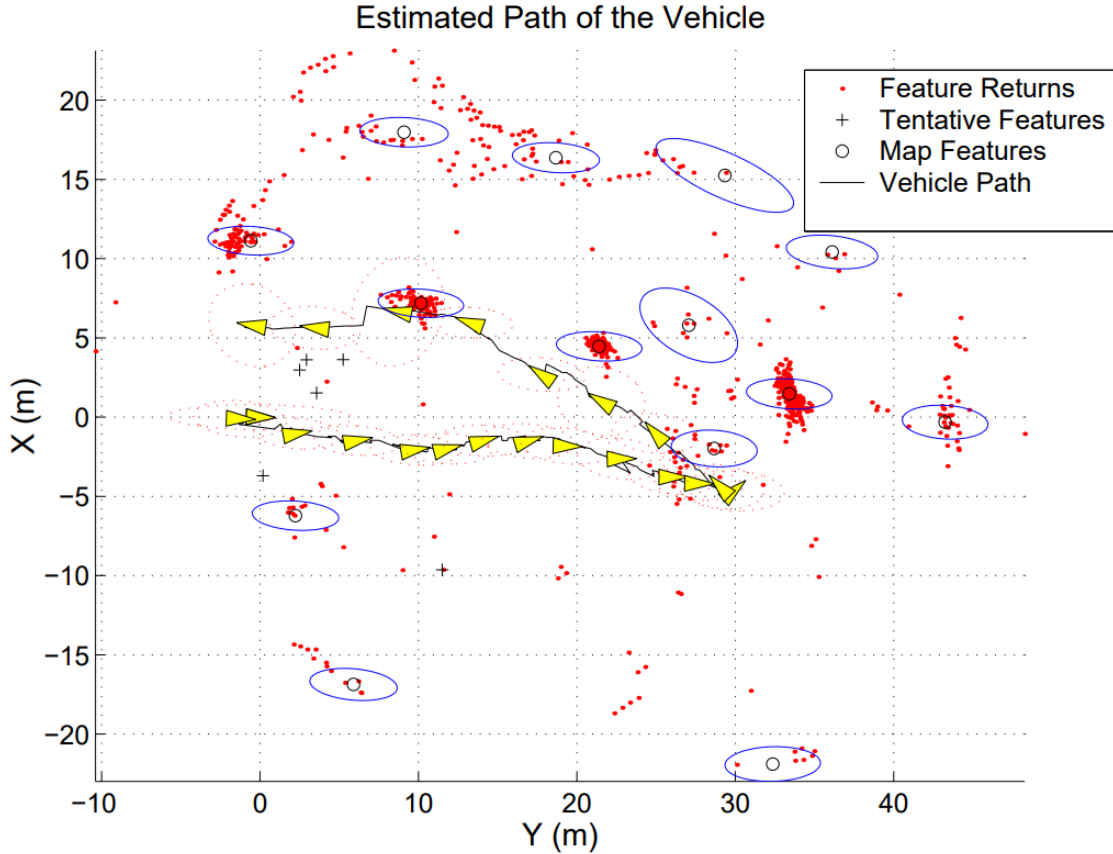 Estimated Path of the Vehicle
Feature Returns
Tentative Features
Map Features
Vehicle Path
20
15
10
5
0
−5
−10
−15
−20
X (m)
−10 0 10 20 30 40
Y (m)